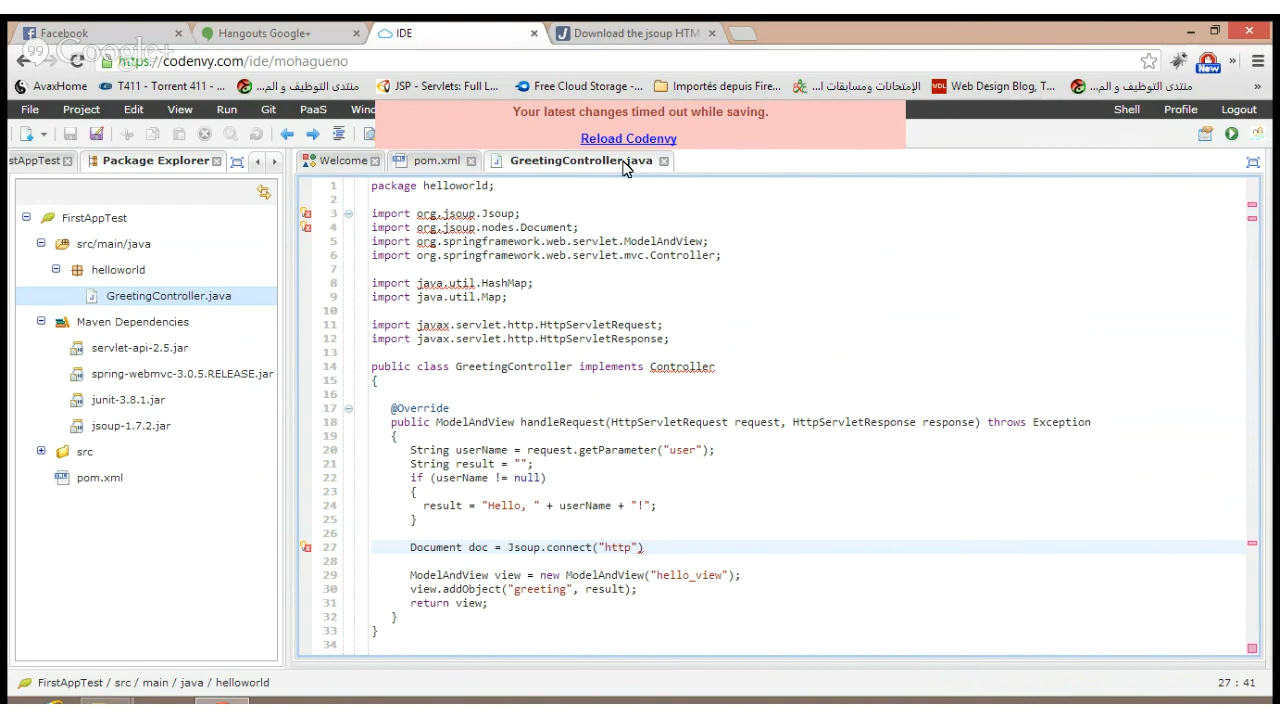 Facebook
Hangouts Google+
IDE
Download the jsoup HTM
Google+
https://codenvy.com/ide/mohagueno
New
»
AvaxHome
T411 - Torrent 411 - ...
منتدى التوظيف و الم...
JSP - Servlets: Full L...
Free Cloud Storage -...
Importés depuis Fire...
الإمتحانات ومسابقات ا...
WDL
Web Design Blog, T...
منتدى التوظيف و الم...
»
File
Project
Edit
View
Run
Git
PaaS
Win
Shell
Profile
Logout
Your latest changes timed out while saving.
Reload Codenvy
rstAppTest
Package Explorer
Welcome
pom.xml
GreetingController.java
FirstAppTest
src/main/java
helloworld
GreetingController.java
Maven Dependencies
servlet-api-2.5.jar
spring-webmvc-3.0.5.RELEASE.jar
junit-3.8.1.jar
jsoup-1.7.2.jar
src
pom.xml
1 package helloworld;
2
3 import org.jsoup.Jsoup;
4 import org.jsoup.nodes.Document;
5 import org.springframework.web.servlet.ModelAndView;
6 import org.springframework.web.servlet.mvc.Controller;
7
8 import java.util.HashMap;
9 import java.util.Map;
10
11 import javax.servlet.http.HttpServletRequest;
12 import javax.servlet.http.HttpServletResponse;
13
14 public class GreetingController implements Controller
15 {
16
17 @Override
18 public ModelAndView handleRequest(HttpServletRequest request, HttpServletResponse response) throws Exception
19 {
20 String userName = request.getParameter("user");
21 String result = "";
22 if (userName != null)
23 {
24 result = "Hello, " + userName + "!";
25 }
26
27 Document doc = Jsoup.connect("http")
28
29 ModelAndView view = new ModelAndView("hello_view");
30 view.addObject("greeting", result);
31 return view;
32 }
33 }
34
FirstAppTest / src / main / java / helloworld
27 : 41